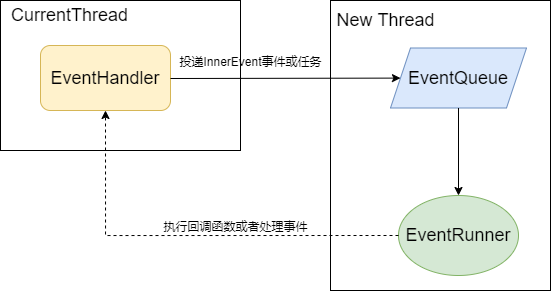 CurrentThread
New Thread
EventHandler
投递InnerEvent事件或任务
EventQueue
执行回调函数或者处理事件
EventRunner